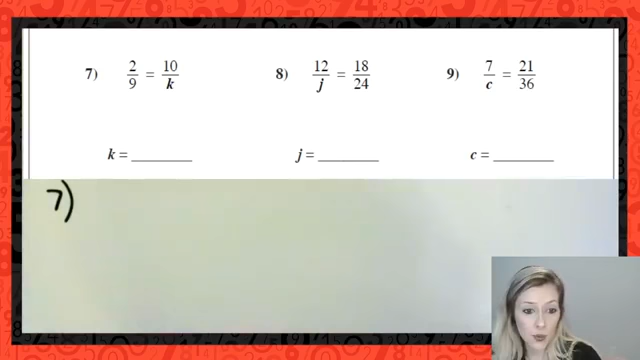 7) 2/9 = 10/k 8) 12/j = 18/24 9) 7/c = 21/36
k = ________ j = ________ c = ________
7)